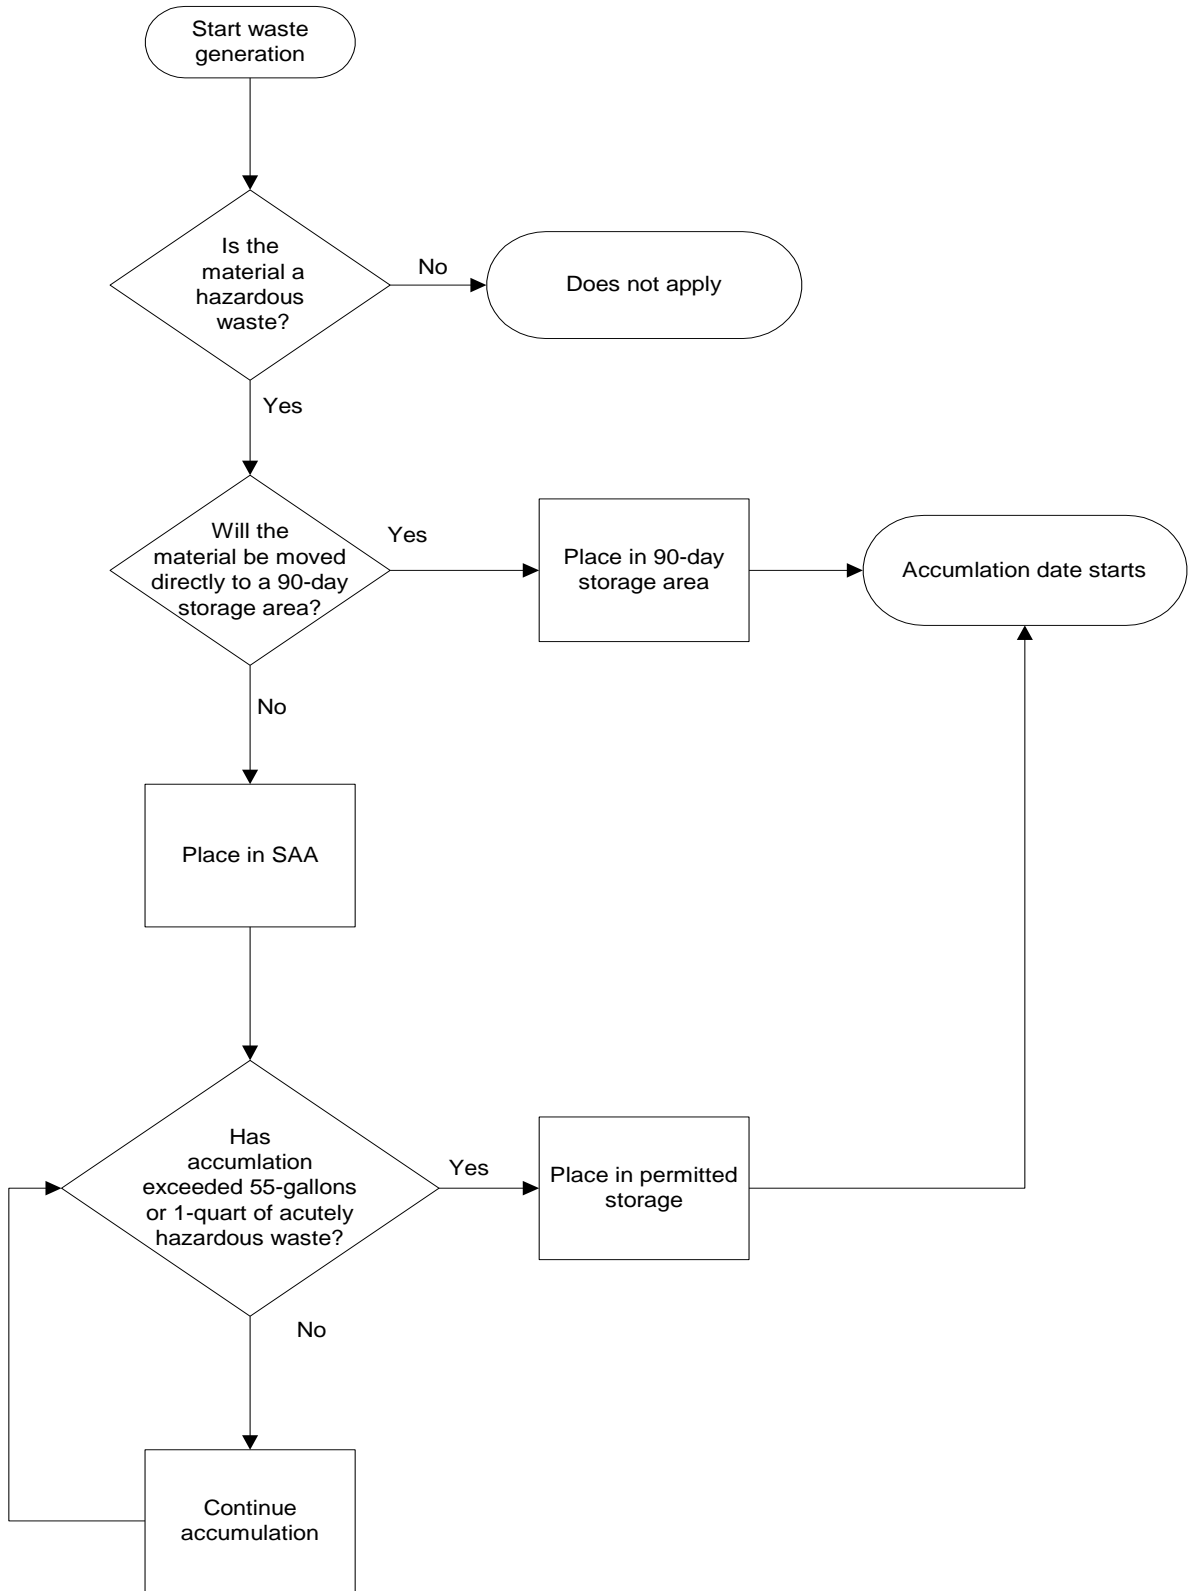 Start waste
generation
Is the
material a
hazardous
waste?
No
Does not apply
Yes
Will the
material be moved
directly to a 90-day
storage area?
Yes
Place in 90-day
storage area
Accumlation date starts
No
Place in SAA
Has
accumlation
exceeded 55-gallons
or 1-quart of acutely
hazardous waste?
Yes
Place in permitted
storage
No
Continue
accumulation